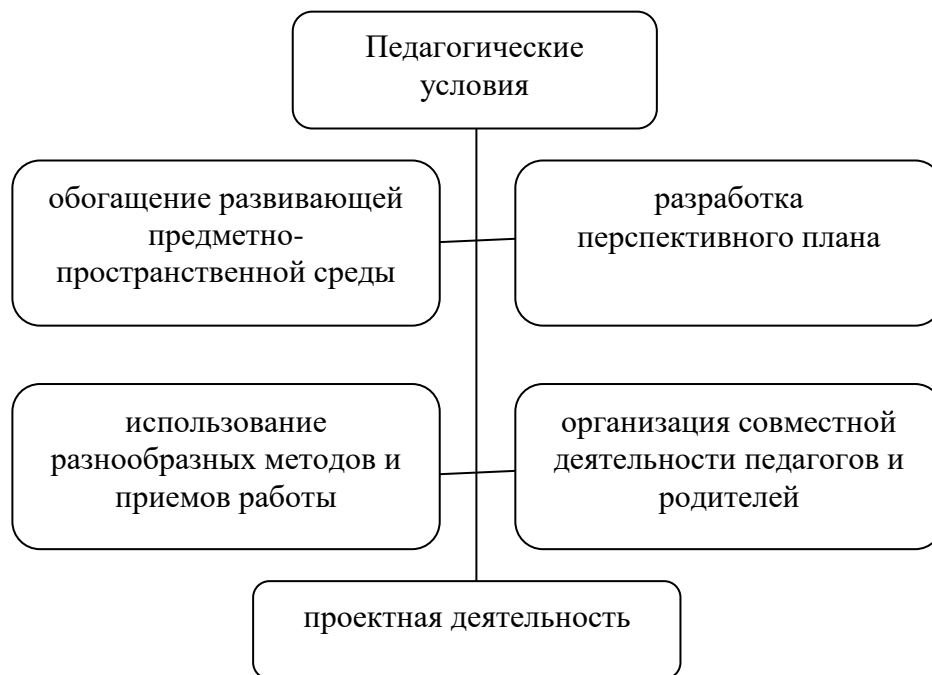 Педагогические
условия
обогащение развивающей
предметно-
пространственной среды
разработка
перспективного плана
использование
разнообразных методов и
приемов работы
организация совместной
деятельности педагогов и
родителей
проектная деятельность